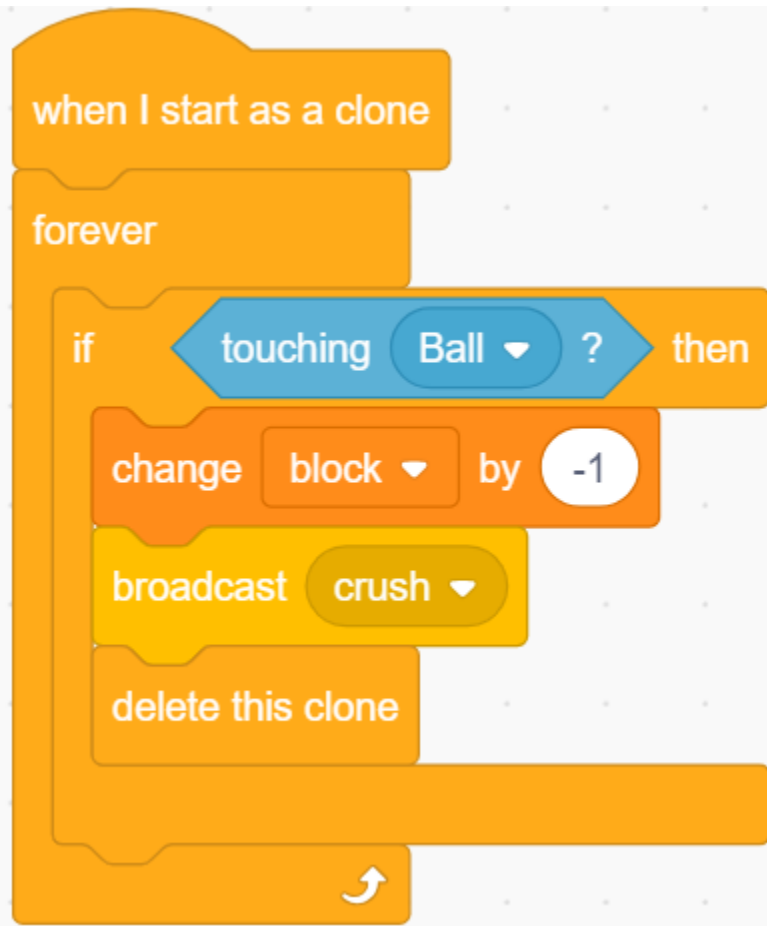 when I start as a clone
forever
if touching Ball ? then
change block by -1
broadcast crush
delete this clone